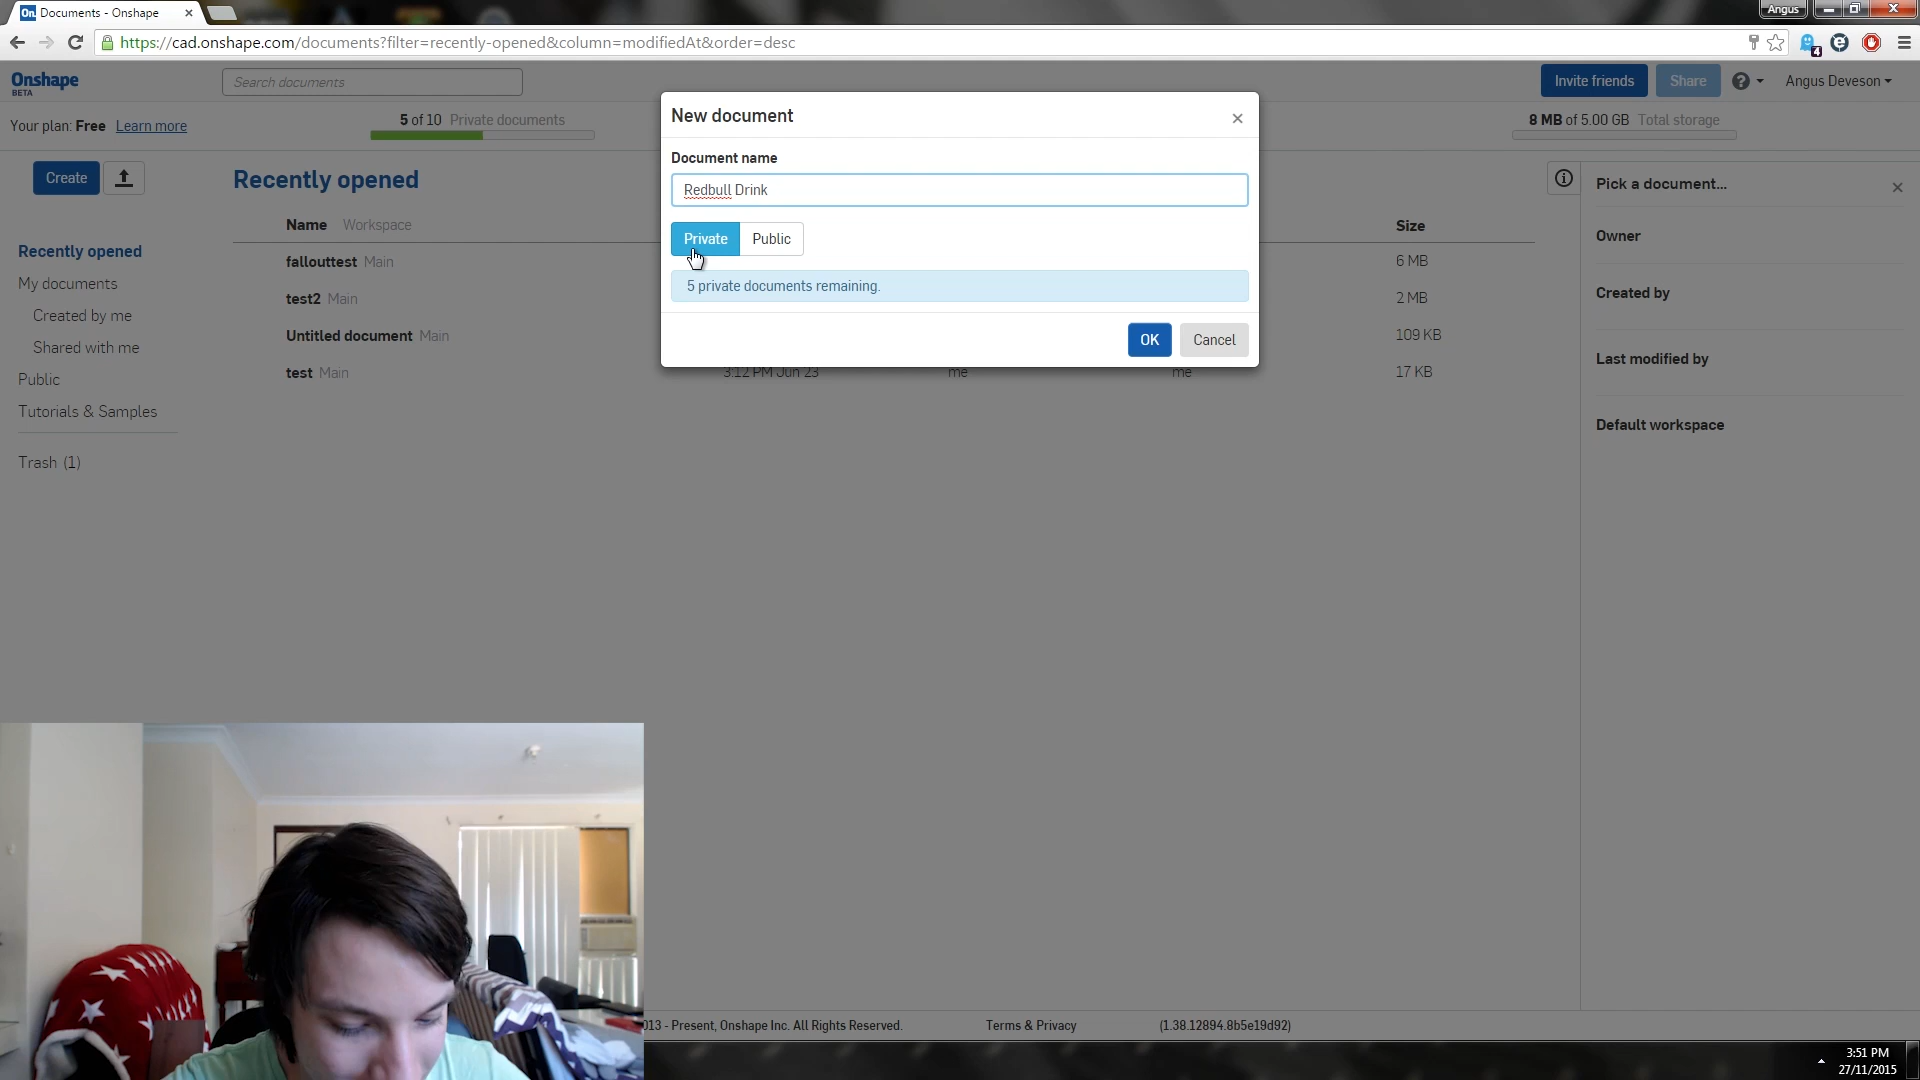 Documents - Onshape
Angus
https://cad.onshape.com/documents?filter=recently-opened&column=modifiedAt&order=desc
4
Onshape
BETA
Search documents
Invite friends
Share
Angus Deveson
Your plan: Free Learn more
5 of 10 Private documents
8 MB of 5.00 GB Total storage
New document
Document name
Redbull Drink
Private
Public
5 private documents remaining.
OK
Cancel
Create
Recently opened
Name Workspace
Size
fallouttest Main
6 MB
test2 Main
2 MB
Untitled document Main
109 KB
test Main
3:12 PM Jun 23
me
me
17 KB
Recently opened
My documents
Created by me
Shared with me
Public
Tutorials & Samples
Trash (1)
Pick a document...
Owner
Created by
Last modified by
Default workspace
013 - Present, Onshape Inc. All Rights Reserved.
Terms & Privacy
(1.38.12894.8b5e19d92)
3:51 PM
27/11/2015